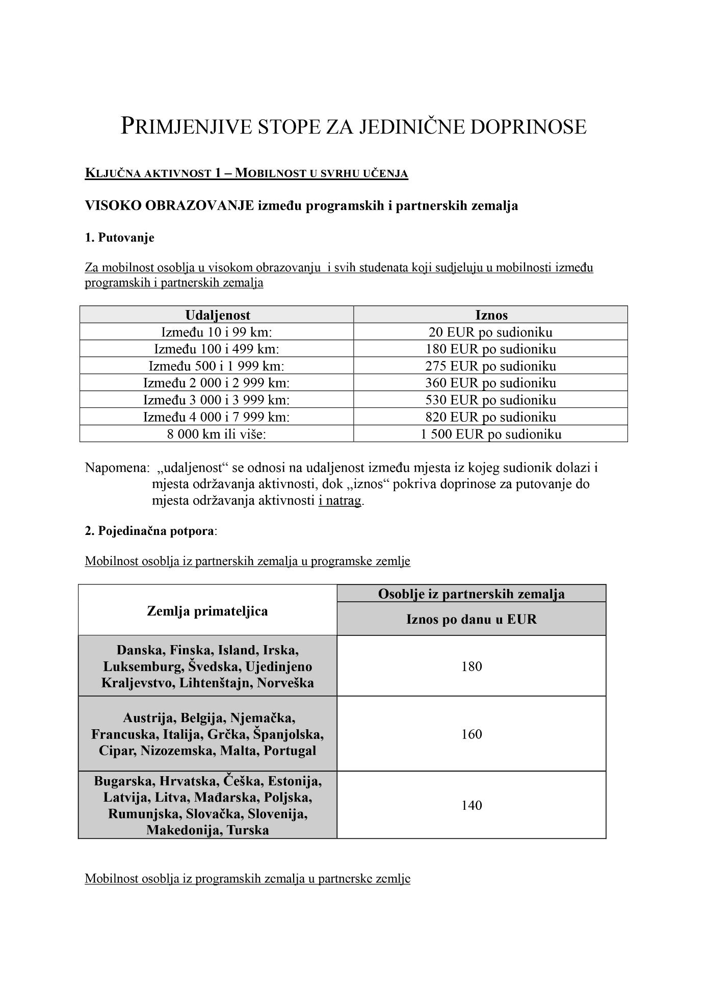 PRIMJENJIVE STOPE ZA JEDINIČNE DOPRINOSE
KLJUČNA AKTIVNOST 1 – MOBILNOST U SVRHU UČENJA
VISOKO OBRAZOVANJE između programskih i partnerskih zemalja
1. Putovanje
Za mobilnost osoblja u visokom obrazovanju  i svih studenata koji sudjeluju u mobilnosti između
programskih i partnerskih zemalja
Udaljenost Iznos
Između 10 i 99 km: 20 EUR po sudioniku
Između 100 i 499 km: 180 EUR po sudioniku
Između 500 i 1 999 km: 275 EUR po sudioniku
Između 2 000 i 2 999 km: 360 EUR po sudioniku
Između 3 000 i 3 999 km: 530 EUR po sudioniku
Između 4 000 i 7 999 km: 820 EUR po sudioniku
8 000 km ili više: 1 500 EUR po sudioniku
Napomena:  „udaljenost“ se odnosi na udaljenost između mjesta iz kojeg sudionik dolazi i
mjesta održavanja aktivnosti, dok „iznos“ pokriva doprinose za putovanje do
mjesta održavanja aktivnosti i natrag.
2. Pojedinačna potpora:
Mobilnost osoblja iz partnerskih zemalja u programske zemlje
Zemlja primateljica
Osoblje iz partnerskih zemalja
Iznos po danu u EUR
Danska, Finska, Island, Irska,
Luksemburg, Švedska, Ujedinjeno
Kraljevstvo, Lihtenštajn, Norveška
180
Austrija, Belgija, Njemačka,
Francuska, Italija, Grčka, Španjolska,
Cipar, Nizozemska, Malta, Portugal
160
Bugarska, Hrvatska, Češka, Estonija,
Latvija, Litva, Mađarska, Poljska,
Rumunjska, Slovačka, Slovenija,
Makedonija, Turska
140
Mobilnost osoblja iz programskih zemalja u partnerske zemlje